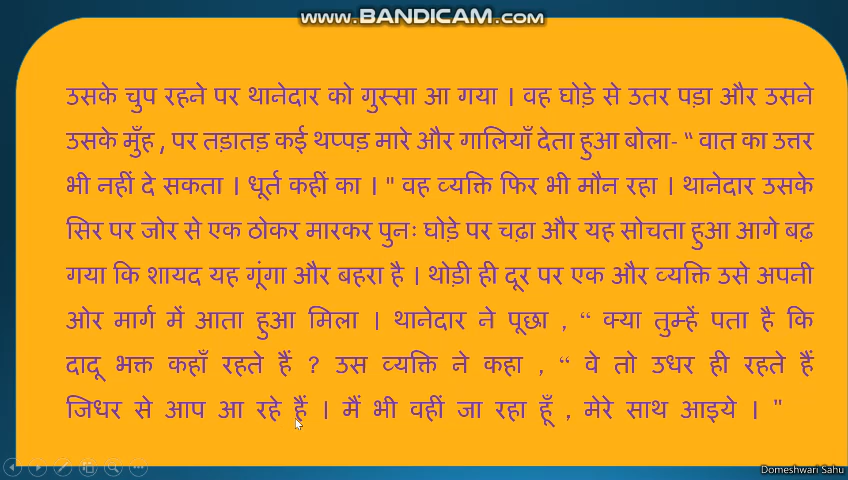 www.BANDICAM.com
उसके चुप रहने पर थानेदार को गुस्सा आ गया । वह घोड़े से उतर पड़ा और उसने
उसके मुँह , पर तड़ातड़ कई थप्पड़ मारे और गालियाँ देता हुआ बोला- “ वात का उत्तर
भी नहीं दे सकता । धूर्त कहीं का । " वह व्यक्ति फिर भी मौन रहा । थानेदार उसके
सिर पर जोर से एक ठोकर मारकर पुनः घोड़े पर चढ़ा और यह सोचता हुआ आगे बढ़
गया कि शायद यह गूंगा और बहरा है । थोड़ी ही दूर पर एक और व्यक्ति उसे अपनी
ओर मार्ग में आता हुआ मिला । थानेदार ने पूछा , “ क्या तुम्हें पता है कि
दादू भक्त कहाँ रहते हैं ? उस व्यक्ति ने कहा , “ वे तो उधर ही रहते हैं
जिधर से आप आ रहे हैं । मैं भी वहीं जा रहा हूँ , मेरे साथ आइये । "
Domeshwari Sahu